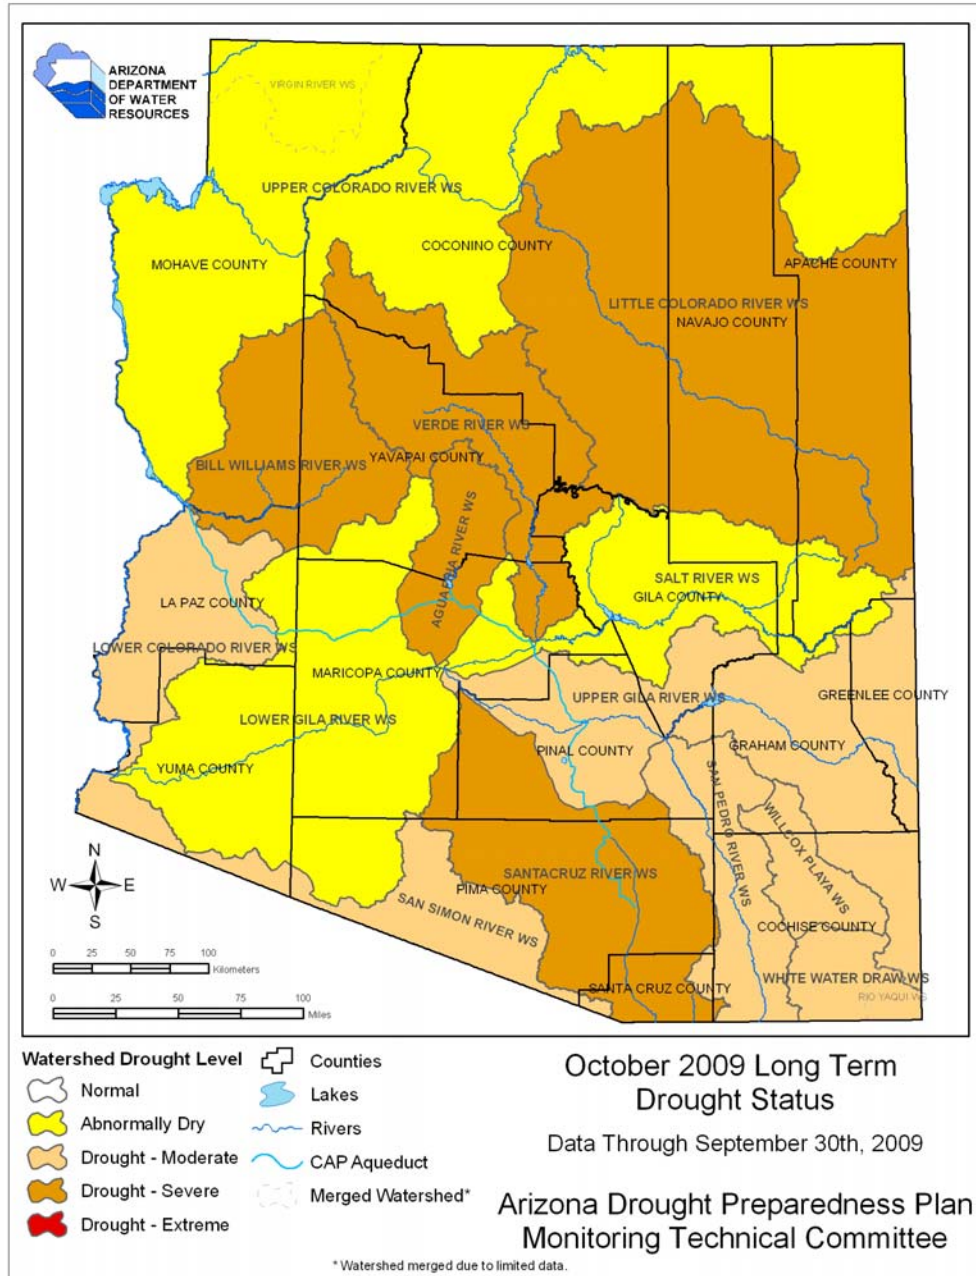 ARIZONA
DEPARTMENT
OF WATER
RESOURCES
VIRGIN RIVER WS
UPPER COLORADO RIVER WS
COCONINO COUNTY
MOHAVE COUNTY
APACHE COUNTY
LITTLE COLORADO RIVER WS
NAVAJO COUNTY
VERDE RIVER WS
YAVAPAI COUNTY
BILL WILLIAMS RIVER WS
AGUA FRIA RIVER WS
SALT RIVER WS
GILA COUNTY
LA PAZ COUNTY
LOWER COLORADO RIVER WS
MARICOPA COUNTY
UPPER GILA RIVER WS
GREENLEE COUNTY
LOWER GILA RIVER WS
PINAL COUNTY
GRAHAM COUNTY
YUMA COUNTY
SAN PEDRO RIVER WS
WILLCOX PLAYA WS
SANTACRUZ RIVER WS
PIMA COUNTY
SAN SIMON RIVER WS
COCHISE COUNTY
WHITE WATER DRAW WS
SANTA CRUZ COUNTY
RIO YAQUI WS
N
W E
S
0 25 50 75 100
Kilometers
0 25 50 75 100
Miles
Watershed Drought Level
Normal
Abnormally Dry
Drought - Moderate
Drought - Severe
Drought - Extreme
Counties
Lakes
Rivers
CAP Aqueduct
Merged Watershed*
October 2009 Long Term
Drought Status
Data Through September 30th, 2009
Arizona Drought Preparedness Plan
Monitoring Technical Committee
* Watershed merged due to limited data.